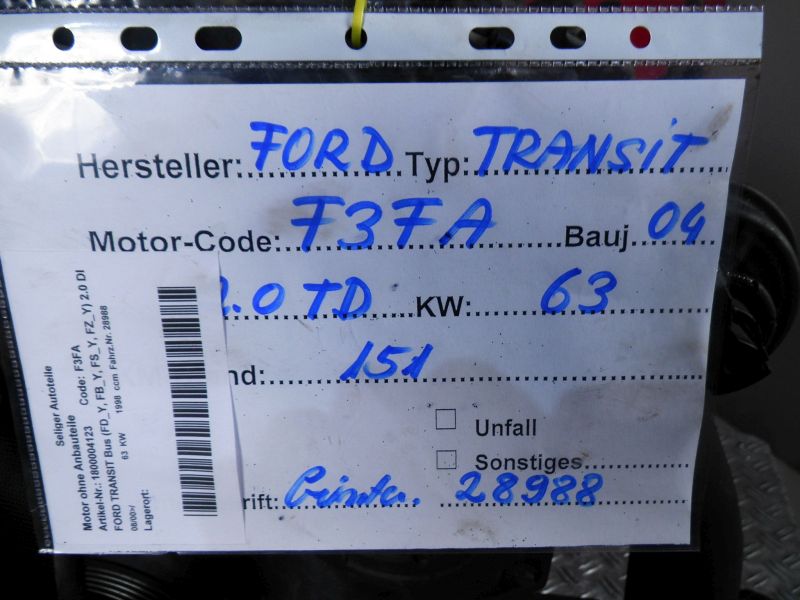 Hersteller: FORD Typ: TRANSIT
Motor-Code: F3FA Bauj 04
2.0 TD KW: 63
nd: 151
Unfall
Sonstiges
rift: 28988
Seliger Autoteile
Motor ohne Anbauteile
Artikel-Nr.: 1800004123 Code: F3FA
FORD TRANSIT Bus (FD_Y, FB_Y, FS_Y, FZ_Y) 2.0 DI
63 KW 1998 ccm Fahrz.Nr. 28988
Lagerort: